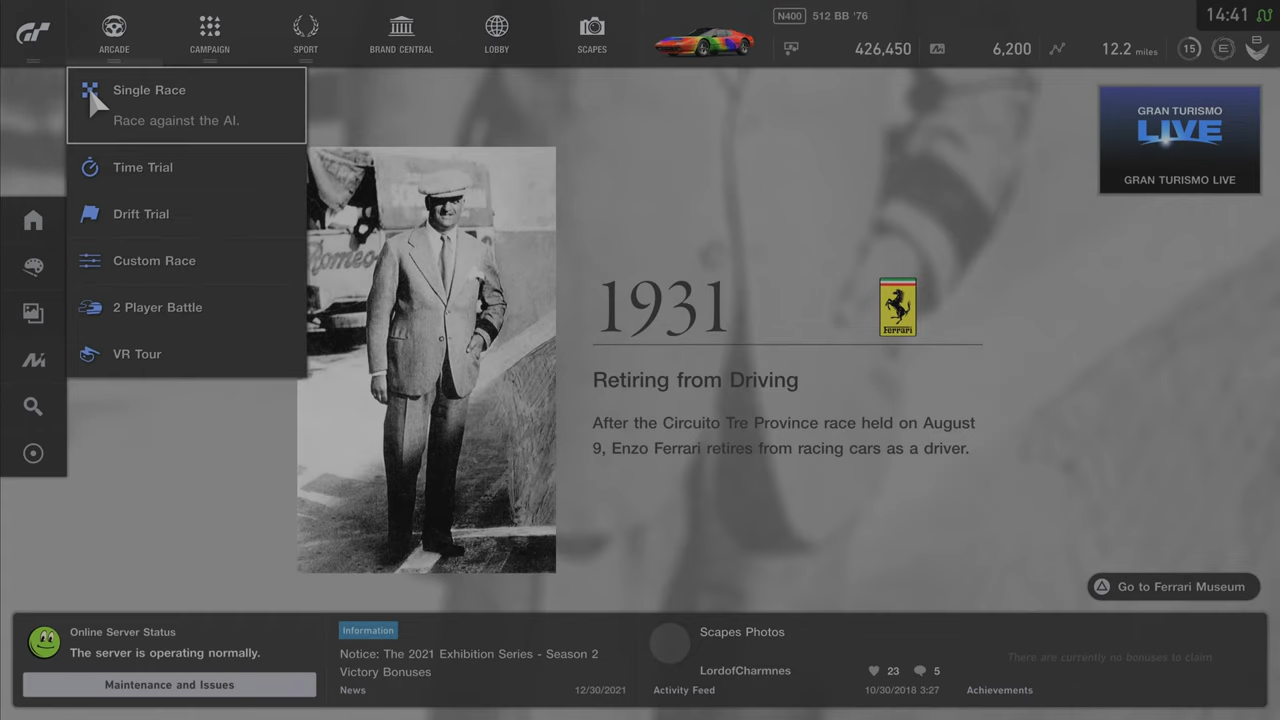 ARCADE
CAMPAIGN
SPORT
BRAND CENTRAL
LOBBY
SCAPES
N400 512 BB '76
426,450
6,200
12.2 miles
14:41
15
E
B
Single Race
Race against the AI.
Time Trial
Drift Trial
Custom Race
2 Player Battle
VR Tour
GRAN TURISMO
LIVE
GRAN TURISMO LIVE
Romeo
1931
Ferrari
Retiring from Driving
After the Circuito Tre Province race held on August
9, Enzo Ferrari retires from racing cars as a driver.
Go to Ferrari Museum
Online Server Status
The server is operating normally.
Maintenance and Issues
Information
Notice: The 2021 Exhibition Series - Season 2
Victory Bonuses
News
12/30/2021
Scapes Photos
LordofCharmnes
23
5
Activity Feed
10/30/2018 3:27
There are currently no bonuses to claim
Achievements